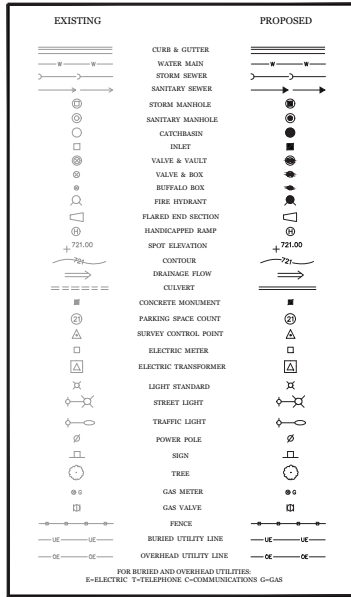 EXISTING PROPOSED
CURB & GUTTER
W W WATER MAIN W W
STORM SEWER
SANITARY SEWER
STORM MANHOLE
SANITARY MANHOLE
CATCHBASIN
INLET
VALVE & VAULT
VALVE & BOX
BUFFALO BOX
FIRE HYDRANT
FLARED END SECTION
H HANDICAPPED RAMP H
721.00 SPOT ELEVATION 721.00
721 CONTOUR 721
DRAINAGE FLOW
CULVERT
CONCRETE MONUMENT
21 PARKING SPACE COUNT 21
SURVEY CONTROL POINT
ELECTRIC METER
ELECTRIC TRANSFORMER
LIGHT STANDARD
STREET LIGHT
TRAFFIC LIGHT
POWER POLE
SIGN
TREE
G GAS METER G
GAS VALVE
FENCE
UE UE BURIED UTILITY LINE UE UE
OE OE OVERHEAD UTILITY LINE OE OE
FOR BURIED AND OVERHEAD UTILITIES:
E=ELECTRIC T=TELEPHONE C=COMMUNICATIONS G=GAS